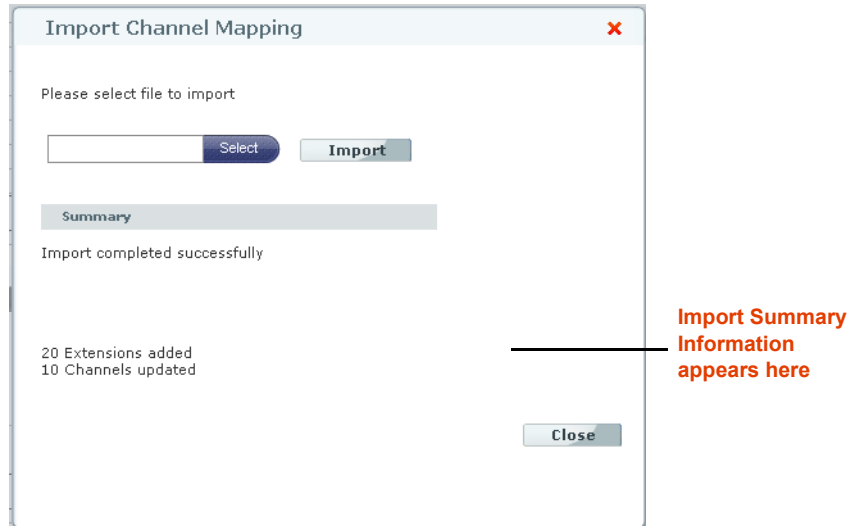 Import Channel Mapping
Please select file to import
Select
Import
Summary
Import completed successfully
20 Extensions added
10 Channels updated
Import Summary
Information
appears here
Close